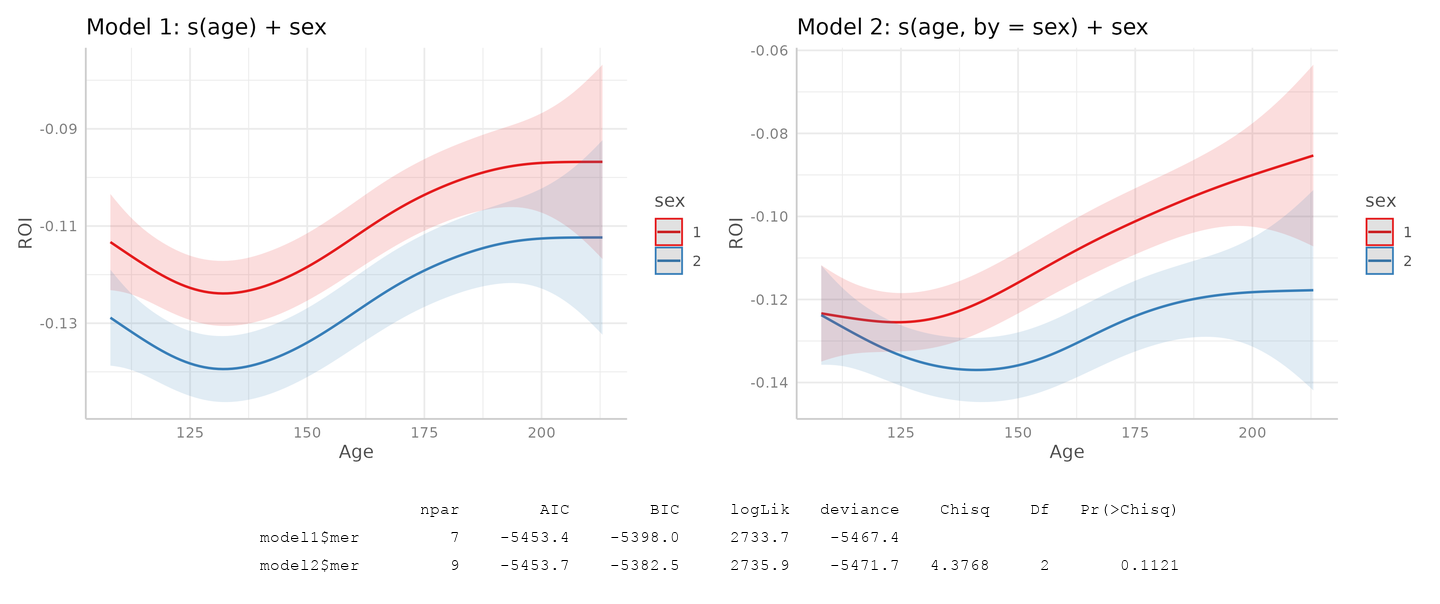 Model 1: s(age) + sex
-0.09
-0.11
-0.13
ROI
125 150 175 200
Age
sex
1
2
Model 2: s(age, by = sex) + sex
-0.06
-0.08
-0.10
-0.12
-0.14
ROI
125 150 175 200
Age
sex
1
2
npar AIC BIC logLik deviance Chisq Df Pr(>Chisq)
model1$mer 7 -5453.4 -5398.0 2733.7 -5467.4
model2$mer 9 -5453.7 -5382.5 2735.9 -5471.7 4.3768 2 0.1121